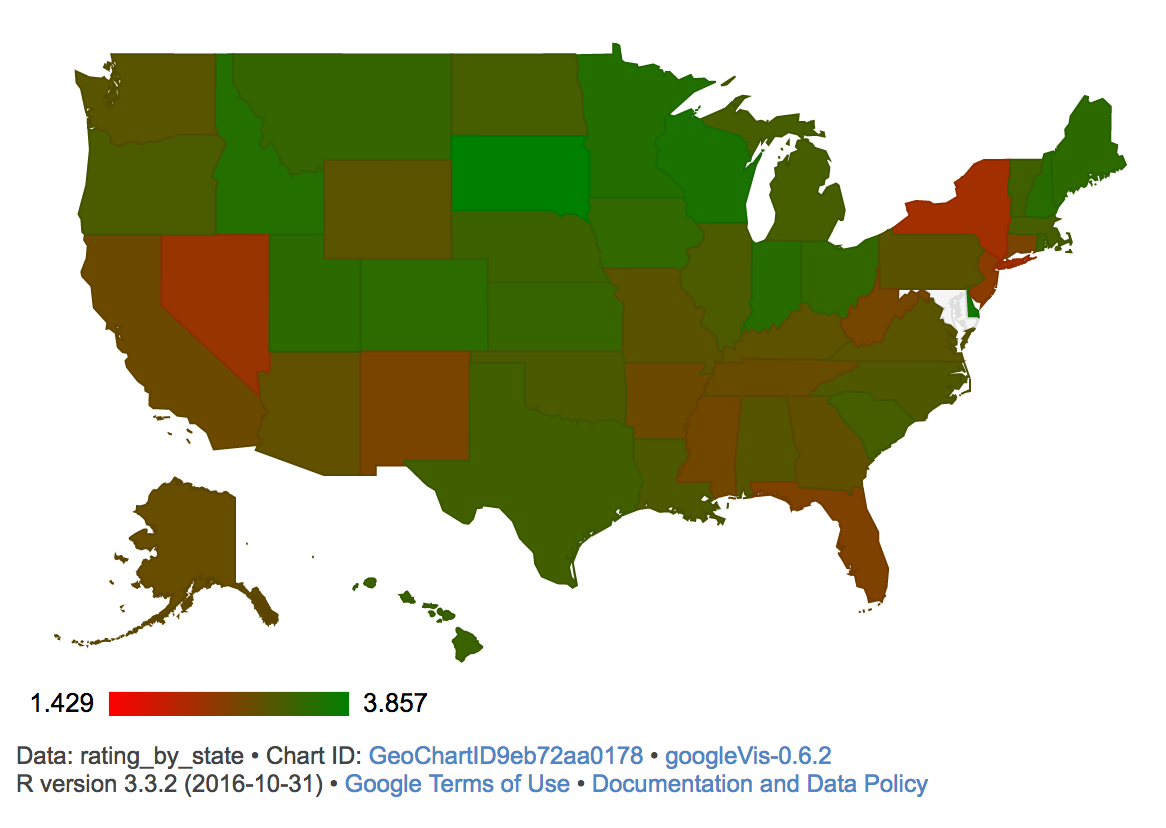 1.429 3.857
Data: rating_by_state • Chart ID: GeoChartID9eb72aa0178 • googleVis-0.6.2
R version 3.3.2 (2016-10-31) • Google Terms of Use • Documentation and Data Policy